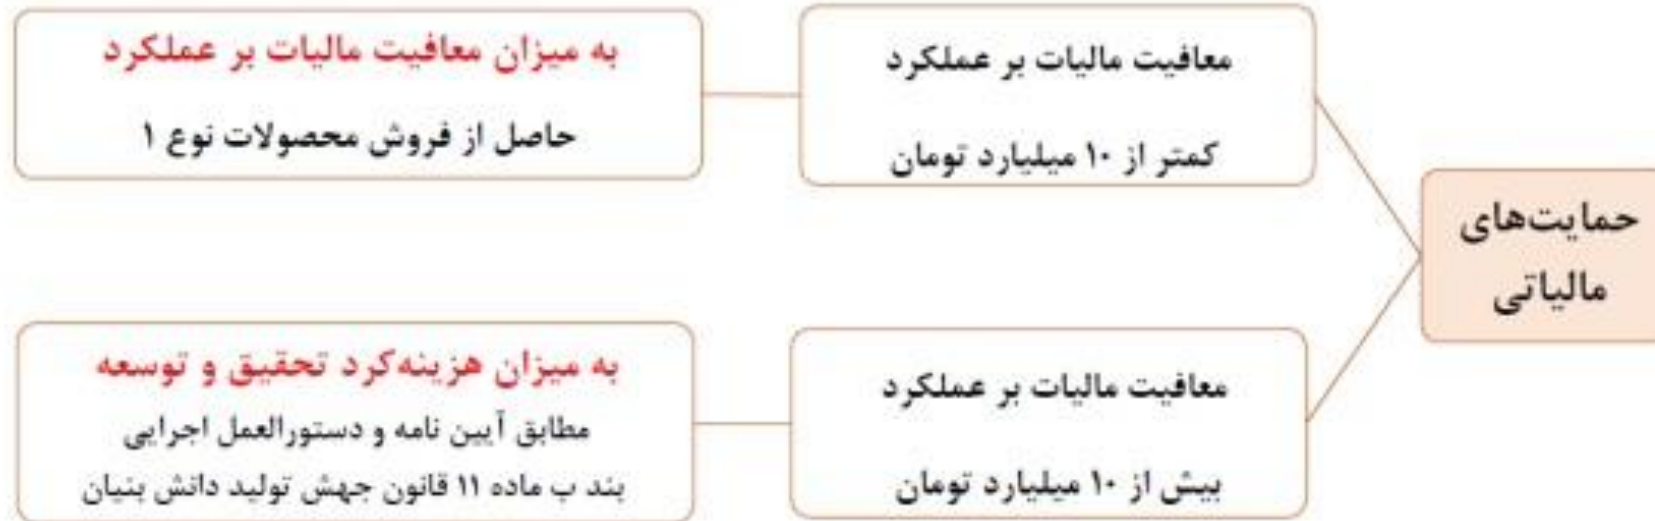 حمایت‌های
مالیاتی
معافیت مالیات بر عملکرد
کمتر از ۱۰ میلیارد تومان
به میزان معافیت مالیات بر عملکرد
حاصل از فروش محصولات نوع ۱
معافیت مالیات بر عملکرد
بیش از ۱۰ میلیارد تومان
به میزان هزینه‌کرد تحقیق و توسعه
مطابق آیین نامه و دستورالعمل اجرایی
بند ب ماده ۱۱ قانون جهش تولید دانش بنیان